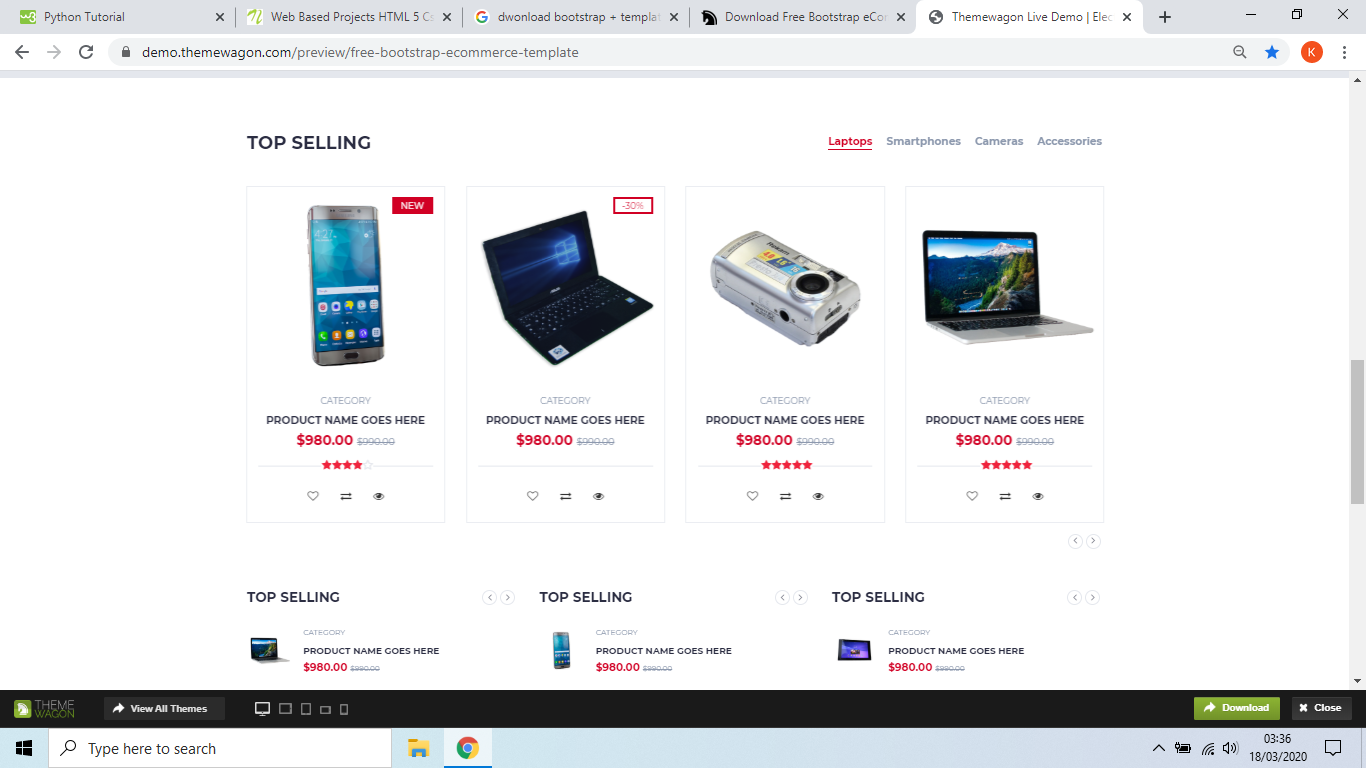 Python Tutorial
Web Based Projects HTML 5 Cs
dwonload bootstrap + templat
Download Free Bootstrap eCor
Themewagon Live Demo | Elec
demo.themewagon.com/preview/free-bootstrap-ecommerce-template
K
TOP SELLING
Laptops Smartphones Cameras Accessories
NEW
-30%
CATEGORY CATEGORY CATEGORY CATEGORY
PRODUCT NAME GOES HERE PRODUCT NAME GOES HERE PRODUCT NAME GOES HERE PRODUCT NAME GOES HERE
$980.00 $990.00 $980.00 $990.00 $980.00 $990.00 $980.00 $990.00
TOP SELLING TOP SELLING TOP SELLING
CATEGORY CATEGORY CATEGORY
PRODUCT NAME GOES HERE PRODUCT NAME GOES HERE PRODUCT NAME GOES HERE
$980.00 $990.00 $980.00 $990.00 $980.00 $990.00
THEME
WAGON
View All Themes
Download
Close
Type here to search
03:36
18/03/2020